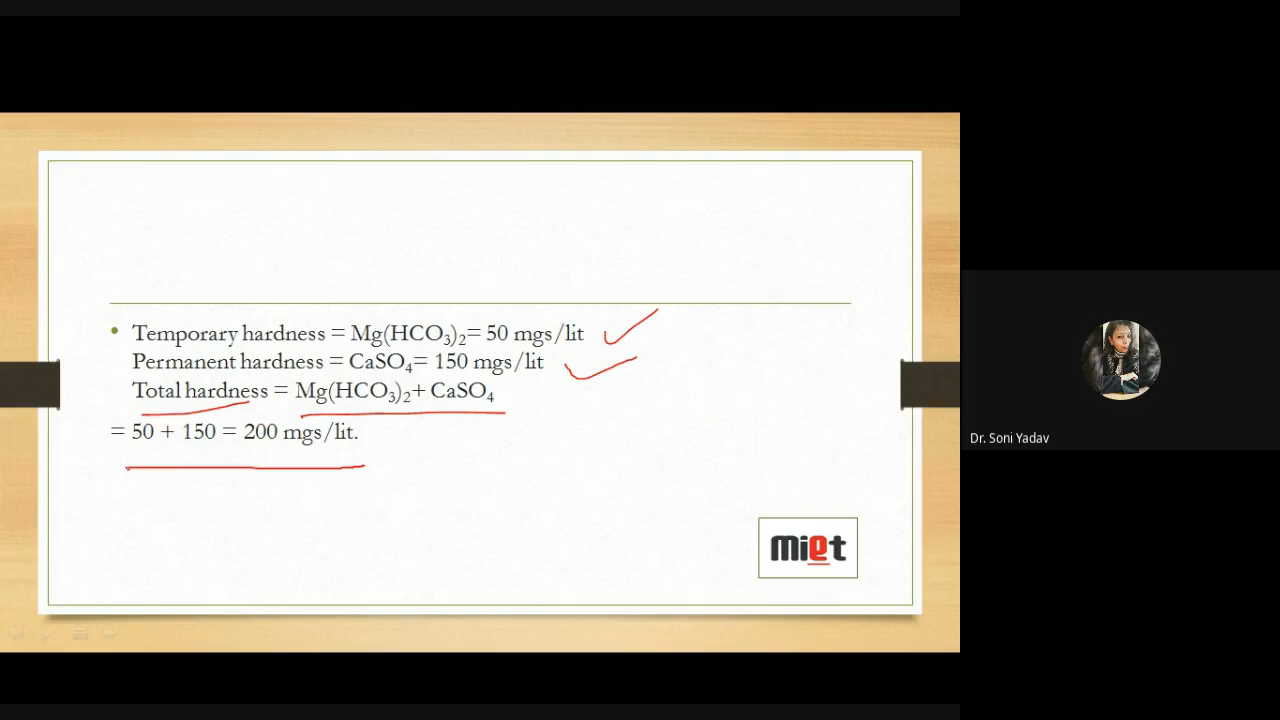 • Temporary hardness = Mg(HCO₃)₂= 50 mgs/lit
Permanent hardness = CaSO₄= 150 mgs/lit
Total hardness = Mg(HCO₃)₂+ CaSO₄
= 50 + 150 = 200 mgs/lit.
miet
Dr. Soni Yadav